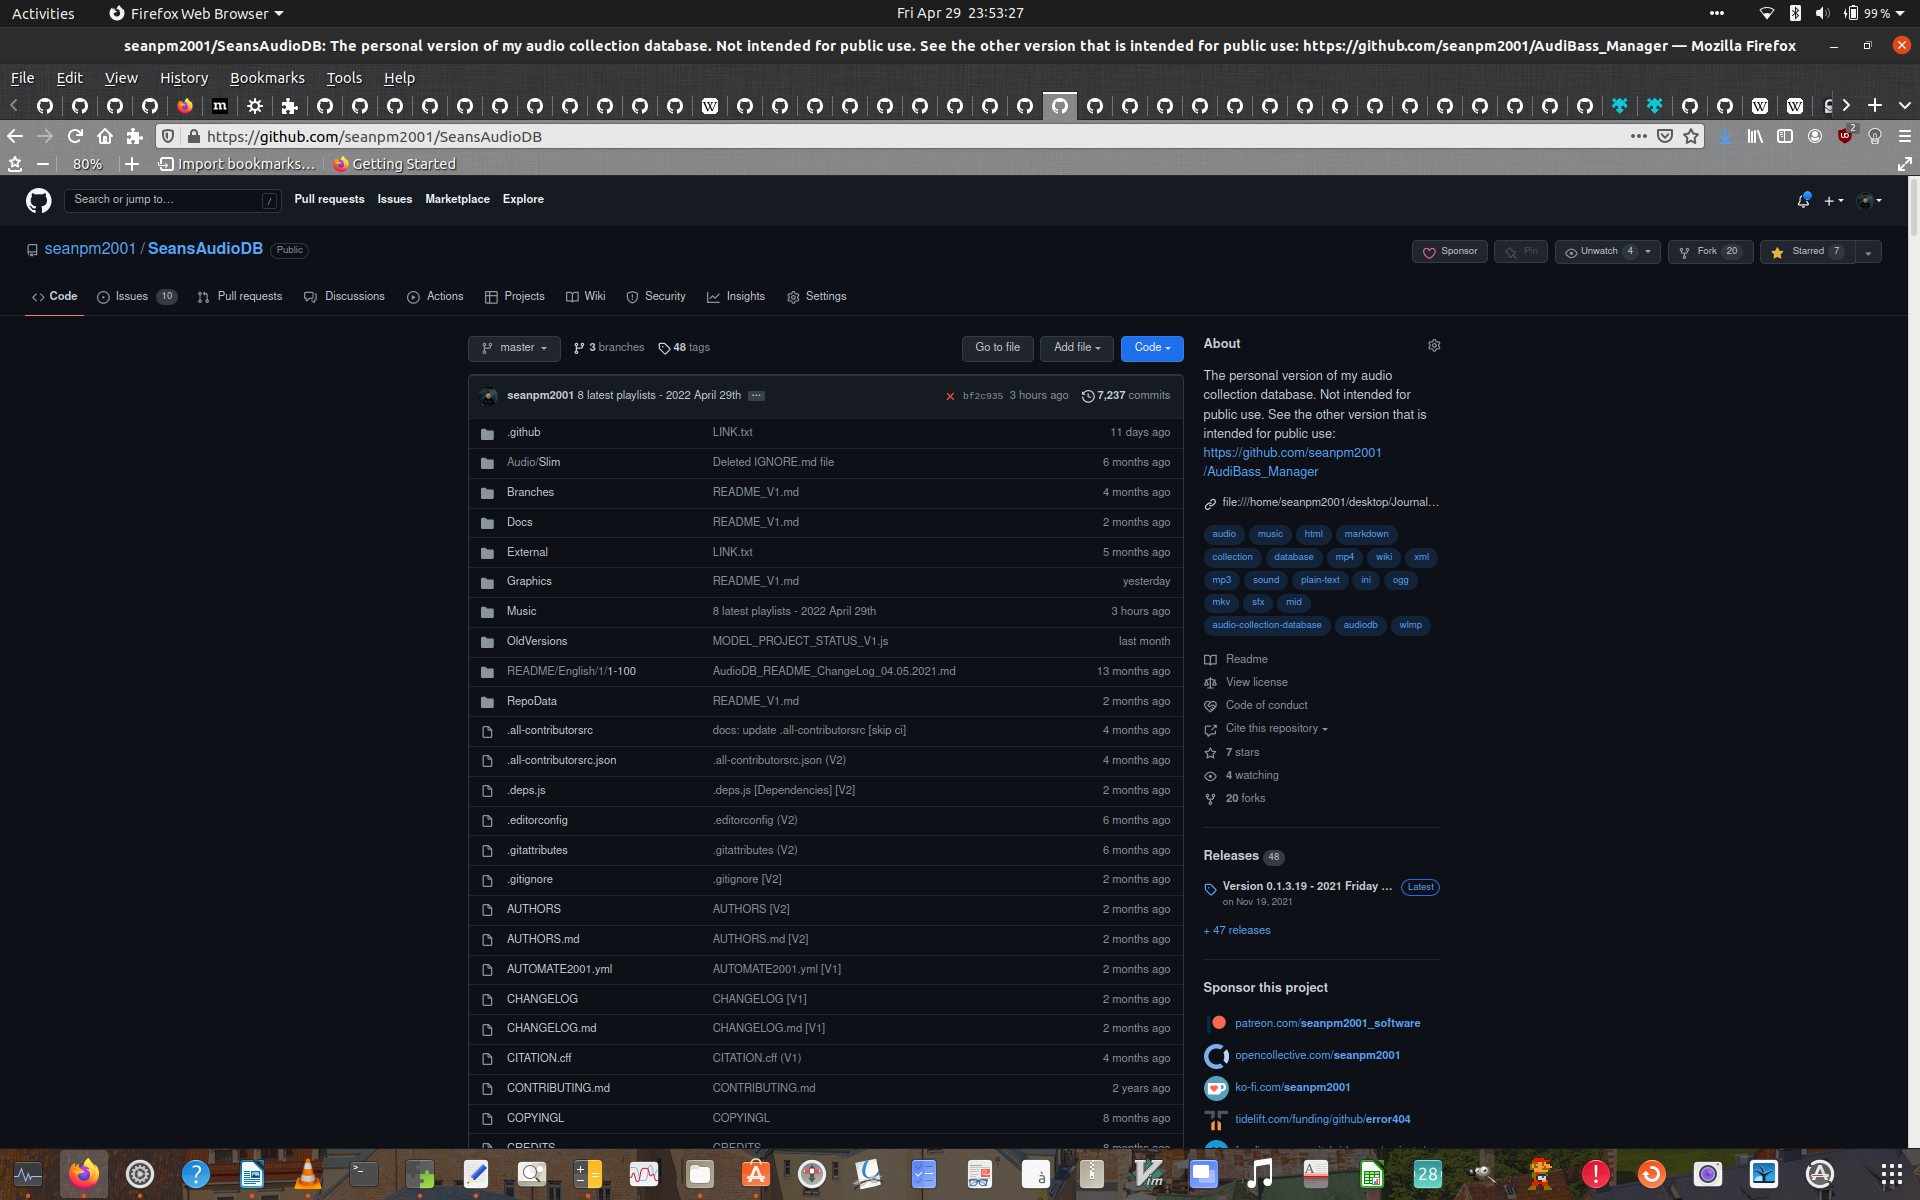 Activities
Firefox Web Browser
Fri Apr 29 23:53:27
99 %
seanpm2001/SeansAudioDB: The personal version of my audio collection database. Not intended for public use. See the other version that is intended for public use: https://github.com/seanpm2001/AudiBass_Manager — Mozilla Firefox
File Edit View History Bookmarks Tools Help
https://github.com/seanpm2001/SeansAudioDB
2
80%
Import bookmarks...
Getting Started
Search or jump to…
/
Pull requests Issues Marketplace Explore
seanpm2001 / SeansAudioDB Public
Sponsor
Pin
Unwatch 4
Fork 20
Starred 7
Code
Issues 10
Pull requests
Discussions
Actions
Projects
Wiki
Security
Insights
Settings
master
3 branches
48 tags
Go to file
Add file
Code
seanpm2001 8 latest playlists - 2022 April 29th ... bf2c935 3 hours ago 7,237 commits
.github LINK.txt 11 days ago
Audio/Slim Deleted IGNORE.md file 6 months ago
Branches README_V1.md 4 months ago
Docs README_V1.md 2 months ago
External LINK.txt 5 months ago
Graphics README_V1.md yesterday
Music 8 latest playlists - 2022 April 29th 3 hours ago
OldVersions MODEL_PROJECT_STATUS_V1.js last month
README/English/1/1-100 AudioDB_README_ChangeLog_04.05.2021.md 13 months ago
RepoData README_V1.md 2 months ago
.all-contributorsrc docs: update .all-contributorsrc [skip ci] 4 months ago
.all-contributorsrc.json .all-contributorsrc.json (V2) 4 months ago
.deps.js .deps.js [Dependencies] [V2] 2 months ago
.editorconfig .editorconfig (V2) 6 months ago
.gitattributes .gitattributes (V2) 6 months ago
.gitignore .gitignore [V2] 2 months ago
AUTHORS AUTHORS [V2] 2 months ago
AUTHORS.md AUTHORS.md [V2] 2 months ago
AUTOMATE2001.yml AUTOMATE2001.yml [V1] 2 months ago
CHANGELOG CHANGELOG [V1] 2 months ago
CHANGELOG.md CHANGELOG.md [V1] 2 months ago
CITATION.cff CITATION.cff (V1) 4 months ago
CONTRIBUTING.md CONTRIBUTING.md 2 years ago
COPYINGL COPYINGL 8 months ago
CREDITS CREDITS 8 months ago
About
The personal version of my audio
collection database. Not intended for
public use. See the other version that is
intended for public use:
https://github.com/seanpm2001
/AudiBass_Manager
file:///home/seanpm2001/desktop/Journal…
audio music html markdown
collection database mp4 wiki xml
mp3 sound plain-text ini ogg
mkv sfx mid
audio-collection-database audiodb wlmp
Readme
View license
Code of conduct
Cite this repository
7 stars
4 watching
20 forks
Releases 48
Version 0.1.3.19 - 2021 Friday ... Latest
on Nov 19, 2021
+ 47 releases
Sponsor this project
patreon.com/seanpm2001_software
opencollective.com/seanpm2001
ko-fi.com/seanpm2001
tidelift.com/funding/github/error404
28